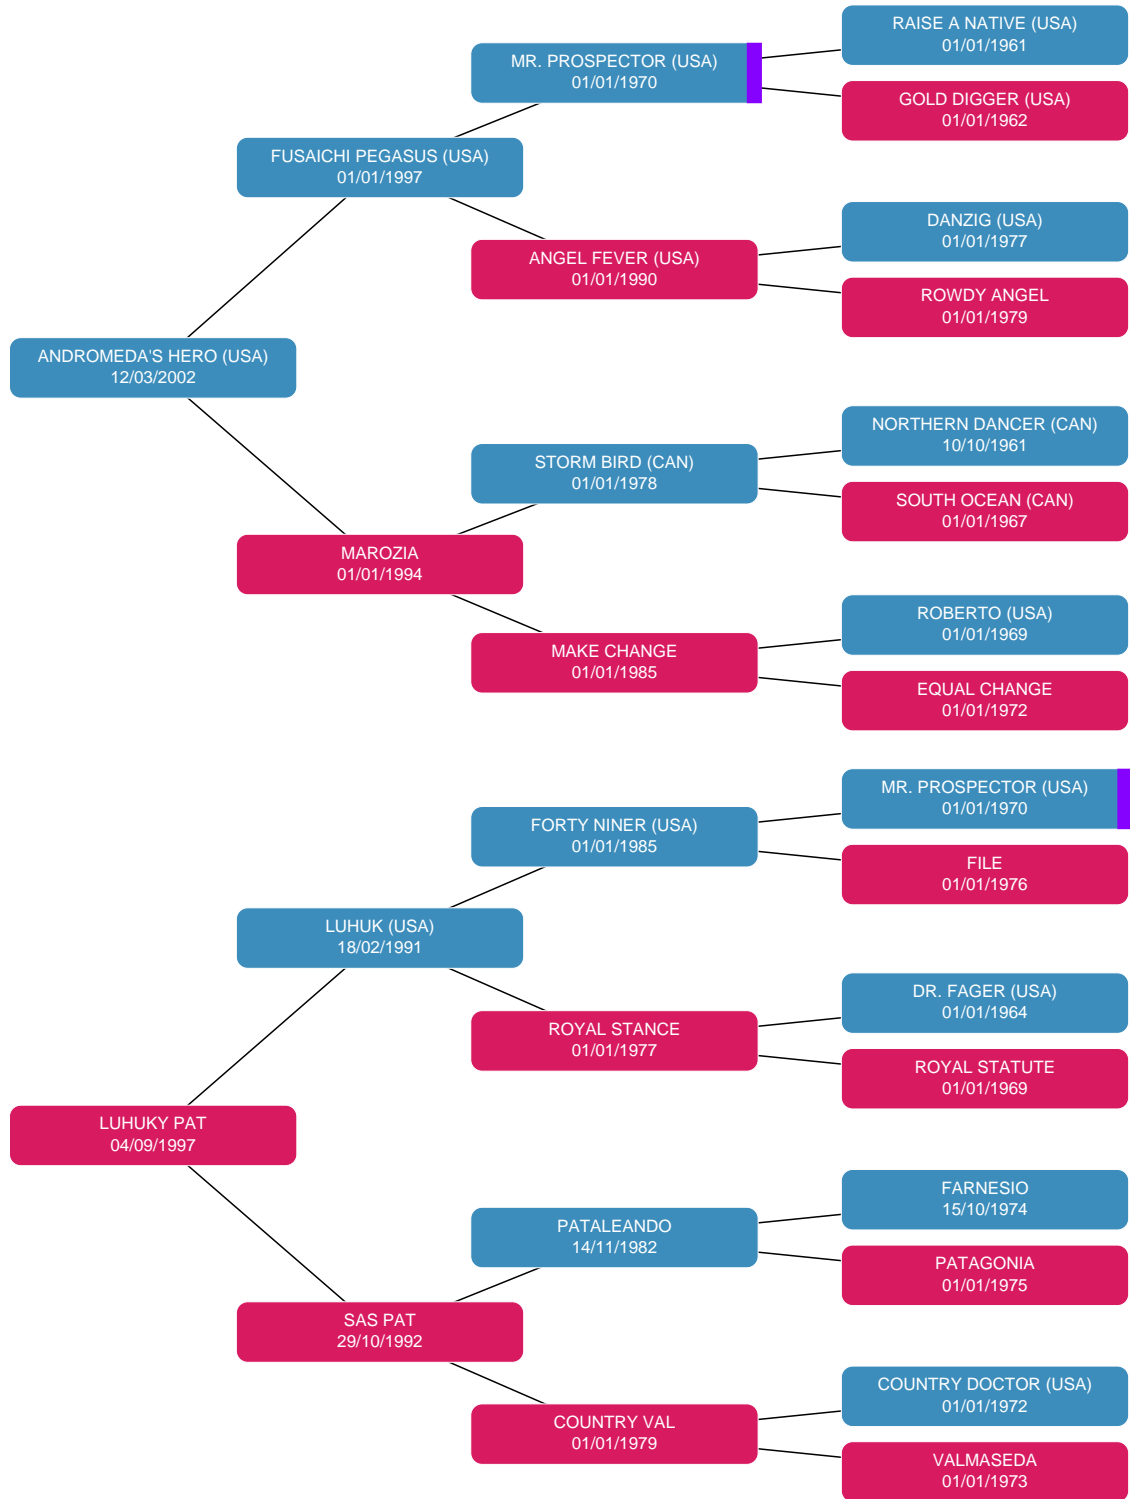 RAISE A NATIVE (USA)
01/01/1961
MR. PROSPECTOR (USA)
01/01/1970
GOLD DIGGER (USA)
01/01/1962
FUSAICHI PEGASUS (USA)
01/01/1997
DANZIG (USA)
01/01/1977
ANGEL FEVER (USA)
01/01/1990
ROWDY ANGEL
01/01/1979
ANDROMEDA'S HERO (USA)
12/03/2002
NORTHERN DANCER (CAN)
10/10/1961
STORM BIRD (CAN)
01/01/1978
SOUTH OCEAN (CAN)
01/01/1967
MAROZIA
01/01/1994
ROBERTO (USA)
01/01/1969
MAKE CHANGE
01/01/1985
EQUAL CHANGE
01/01/1972
MR. PROSPECTOR (USA)
01/01/1970
FORTY NINER (USA)
01/01/1985
FILE
01/01/1976
LUHUK (USA)
18/02/1991
DR. FAGER (USA)
01/01/1964
ROYAL STANCE
01/01/1977
ROYAL STATUTE
01/01/1969
LUHUKY PAT
04/09/1997
FARNESIO
15/10/1974
PATALEANDO
14/11/1982
PATAGONIA
01/01/1975
SAS PAT
29/10/1992
COUNTRY DOCTOR (USA)
01/01/1972
COUNTRY VAL
01/01/1979
VALMASEDA
01/01/1973